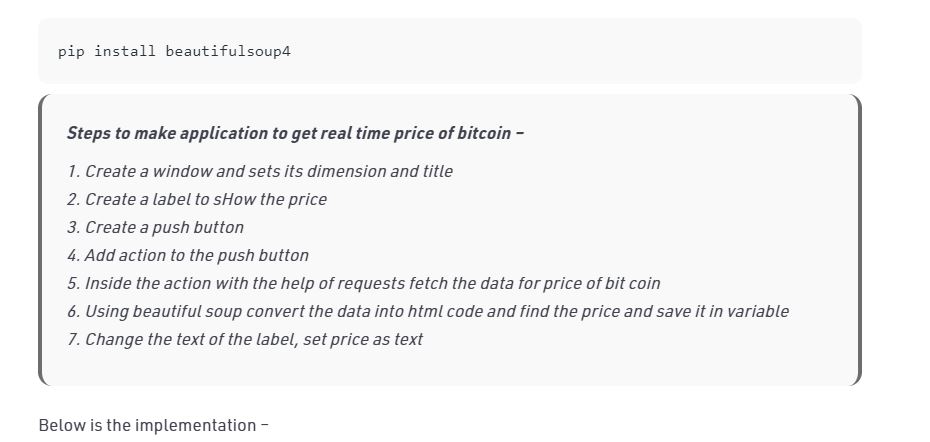 pip install beautifulsoup4
Steps to make application to get real time price of bitcoin –
1. Create a window and sets its dimension and title
2. Create a label to sHow the price
3. Create a push button
4. Add action to the push button
5. Inside the action with the help of requests fetch the data for price of bit coin
6. Using beautiful soup convert the data into html code and find the price and save it in variable
7. Change the text of the label, set price as text
Below is the implementation –